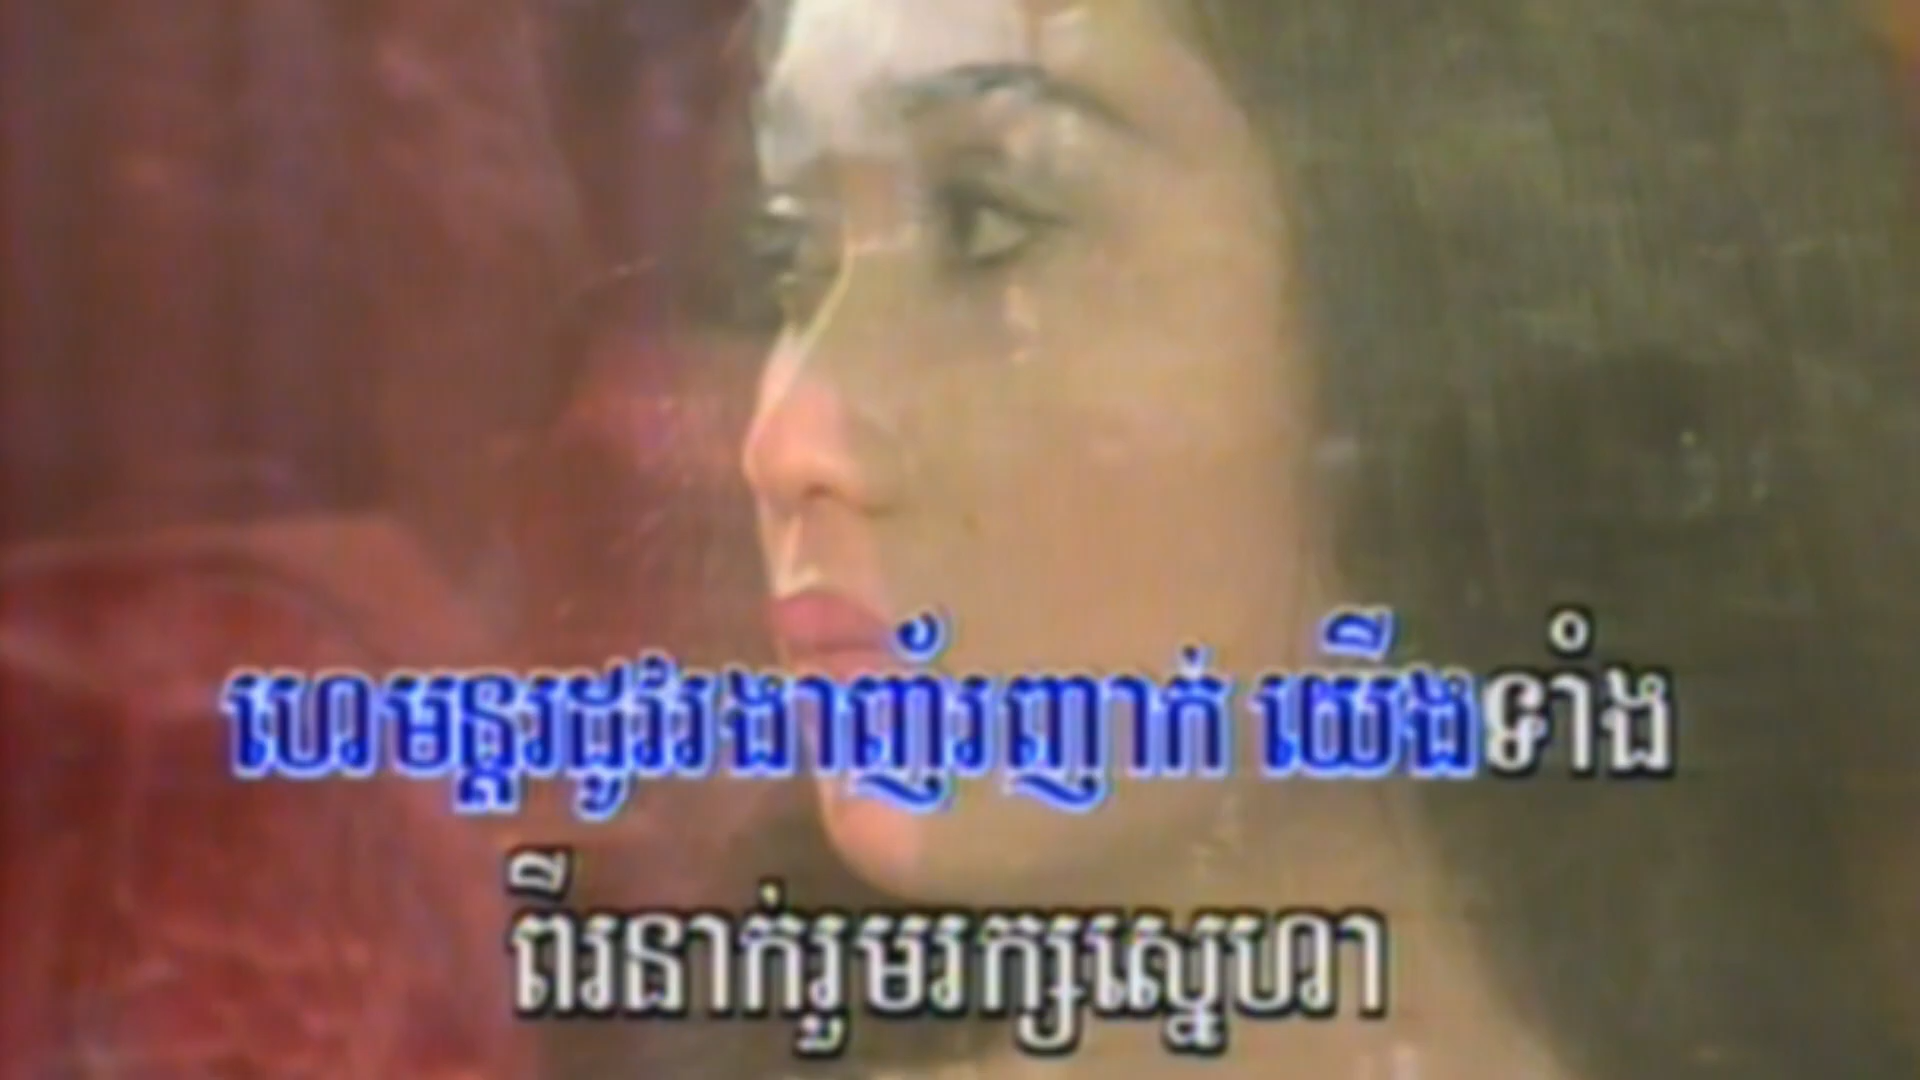 ហេមន្តរដូវរងាញ័រញាក់ យើងទាំង
ពីរនាក់រួមរក្សស្នេហា